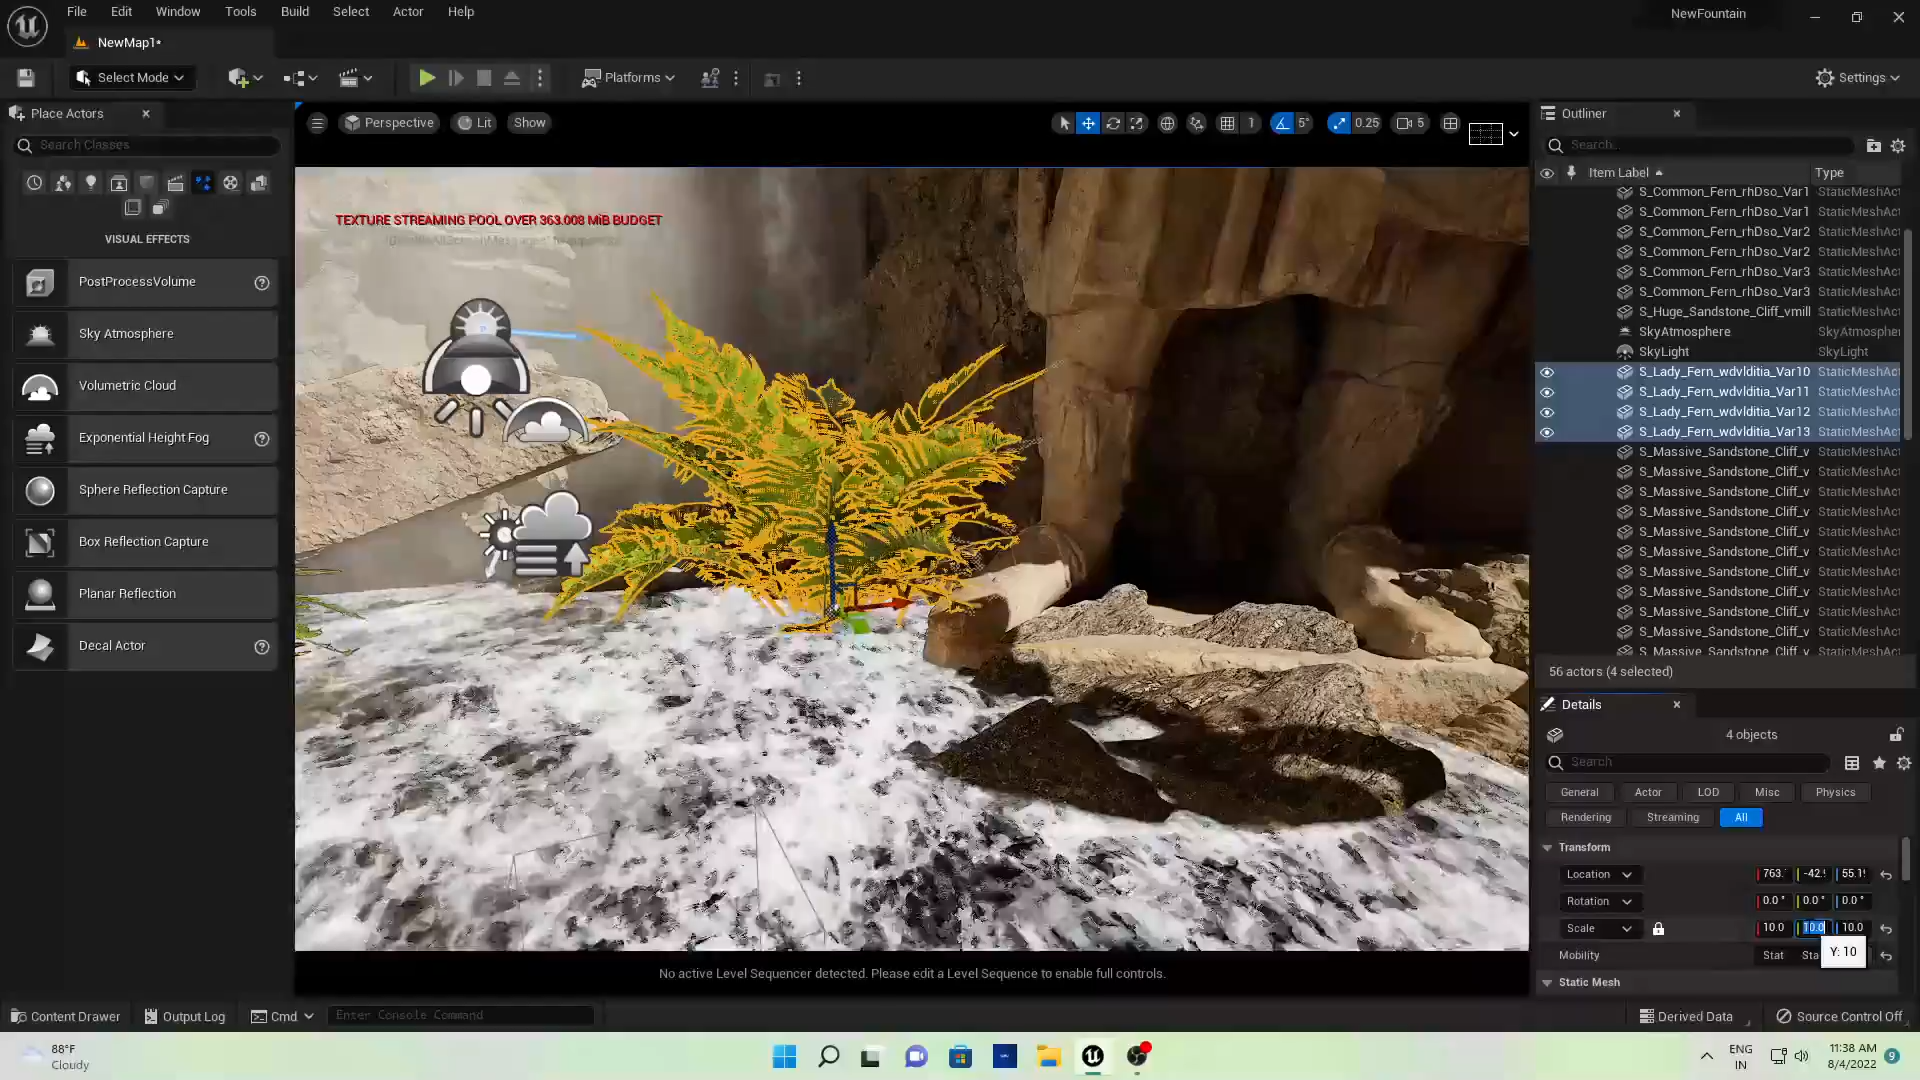 File Edit Window Tools Build Select Actor Help
NewFountain
NewMap1*
Select Mode
Platforms
Settings
Place Actors
Search Classes
VISUAL EFFECTS
PostProcessVolume
Sky Atmosphere
Volumetric Cloud
Exponential Height Fog
Sphere Reflection Capture
Box Reflection Capture
Planar Reflection
Decal Actor
Perspective Lit Show
1 5° 0.25 5
TEXTURE STREAMING POOL OVER 363.008 MiB BUDGET
No active Level Sequencer detected. Please edit a Level Sequence to enable full controls.
Outliner
Search...
Item Label Type
S_Common_Fern_rhDso_Var1 StaticMeshAct
S_Common_Fern_rhDso_Var1 StaticMeshAct
S_Common_Fern_rhDso_Var2 StaticMeshAct
S_Common_Fern_rhDso_Var2 StaticMeshAct
S_Common_Fern_rhDso_Var3 StaticMeshAct
S_Common_Fern_rhDso_Var3 StaticMeshAct
S_Huge_Sandstone_Cliff_vmill StaticMeshAct
SkyAtmosphere SkyAtmospher
SkyLight SkyLight
S_Lady_Fern_wdvlditia_Var10 StaticMeshAct
S_Lady_Fern_wdvlditia_Var11 StaticMeshAct
S_Lady_Fern_wdvlditia_Var12 StaticMeshAct
S_Lady_Fern_wdvlditia_Var13 StaticMeshAct
S_Massive_Sandstone_Cliff_v StaticMeshAct
S_Massive_Sandstone_Cliff_v StaticMeshAct
S_Massive_Sandstone_Cliff_v StaticMeshAct
S_Massive_Sandstone_Cliff_v StaticMeshAct
S_Massive_Sandstone_Cliff_v StaticMeshAct
S_Massive_Sandstone_Cliff_v StaticMeshAct
S_Massive_Sandstone_Cliff_v StaticMeshAct
S_Massive_Sandstone_Cliff_v StaticMeshAct
S_Massive_Sandstone_Cliff_v StaticMeshAct
S_Massive_Sandstone_Cliff_v StaticMeshAct
S_Massive_Sandstone_Cliff_v StaticMeshAct
56 actors (4 selected)
Details
4 objects
Search
General Actor LOD Misc Physics
Rendering Streaming All
Transform
Location 763. -42. 55.1
Rotation 0.0 ° 0.0 ° 0.0 °
Scale 10.0 10.0 10.0
Y: 10
Mobility Stat Sta
Static Mesh
Content Drawer Output Log Cmd Enter Console Command
Derived Data Source Control Off
88°F
Cloudy
ENG
IN
11:38 AM
8/4/2022
9